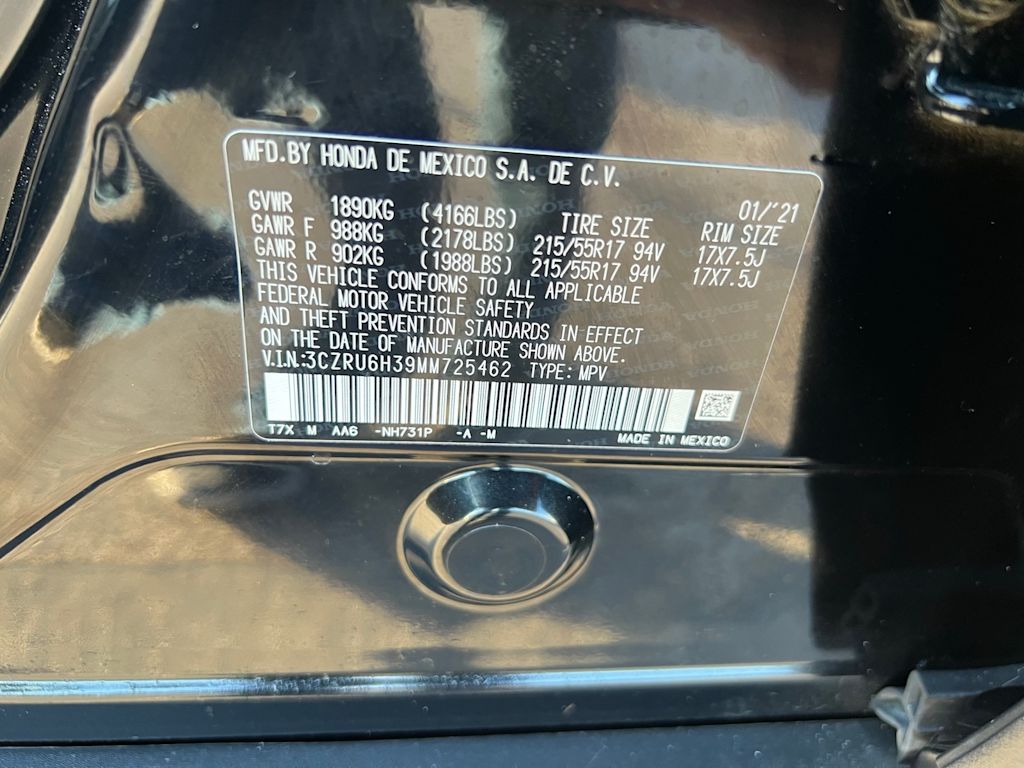 MFD.BY HONDA DE MEXICO S.A. DE C.V.
01/'21
GVWR 1890KG (4166LBS) TIRE SIZE RIM SIZE
GAWR F 988KG (2178LBS) 215/55R17 94V 17X7.5J
GAWR R 902KG (1988LBS) 215/55R17 94V 17X7.5J
THIS VEHICLE CONFORMS TO ALL APPLICABLE
FEDERAL MOTOR VEHICLE SAFETY
AND THEFT PREVENTION STANDARDS IN EFFECT
ON THE DATE OF MANUFACTURE SHOWN ABOVE.
V.I.N.:3CZRU6H39MM725462 TYPE: MPV
T7X M AA6 -NH731P -A -M MADE IN MEXICO